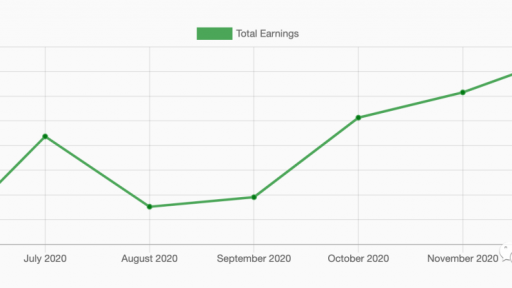 Total Earnings
July 2020
August 2020
September 2020
October 2020
November 2020